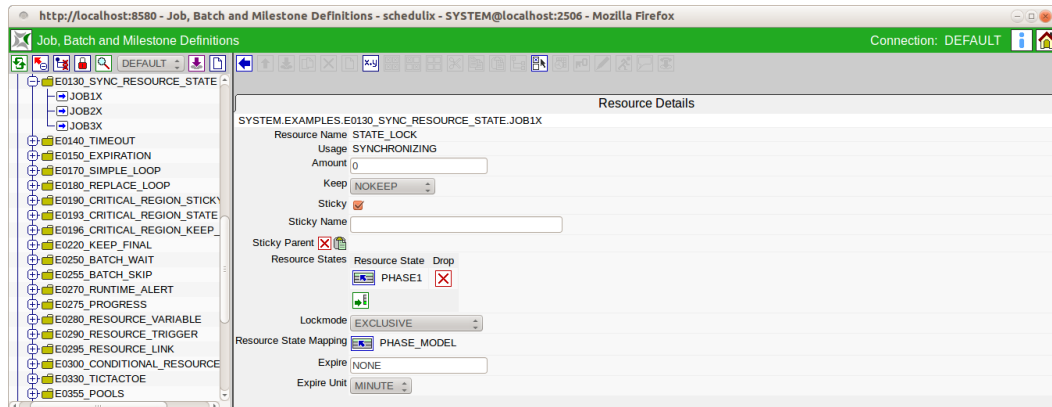 http://localhost:8580 - Job, Batch and Milestone Definitions - schedulix - SYSTEM@localhost:2506 - Mozilla Firefox
Job, Batch and Milestone Definitions
Connection: DEFAULT
DEFAULT
x.y
E0130_SYNC_RESOURCE_STATE
JOB1X
JOB2X
JOB3X
E0140_TIMEOUT
E0150_EXPIRATION
E0170_SIMPLE_LOOP
E0180_REPLACE_LOOP
E0190_CRITICAL_REGION_STICKY
E0193_CRITICAL_REGION_STATE
E0196_CRITICAL_REGION_KEEP_
E0220_KEEP_FINAL
E0250_BATCH_WAIT
E0255_BATCH_SKIP
E0270_RUNTIME_ALERT
E0275_PROGRESS
E0280_RESOURCE_VARIABLE
E0290_RESOURCE_TRIGGER
E0295_RESOURCE_LINK
E0300_CONDITIONAL_RESOURCE
E0330_TICTACTOE
E0355_POOLS
Resource Details
SYSTEM.EXAMPLES.E0130_SYNC_RESOURCE_STATE.JOB1X
Resource Name STATE_LOCK
Usage SYNCHRONIZING
Amount 0
Keep NOKEEP
Sticky
Sticky Name
Sticky Parent
Resource States Resource State Drop
PHASE1
Lockmode EXCLUSIVE
Resource State Mapping PHASE_MODEL
Expire NONE
Expire Unit MINUTE